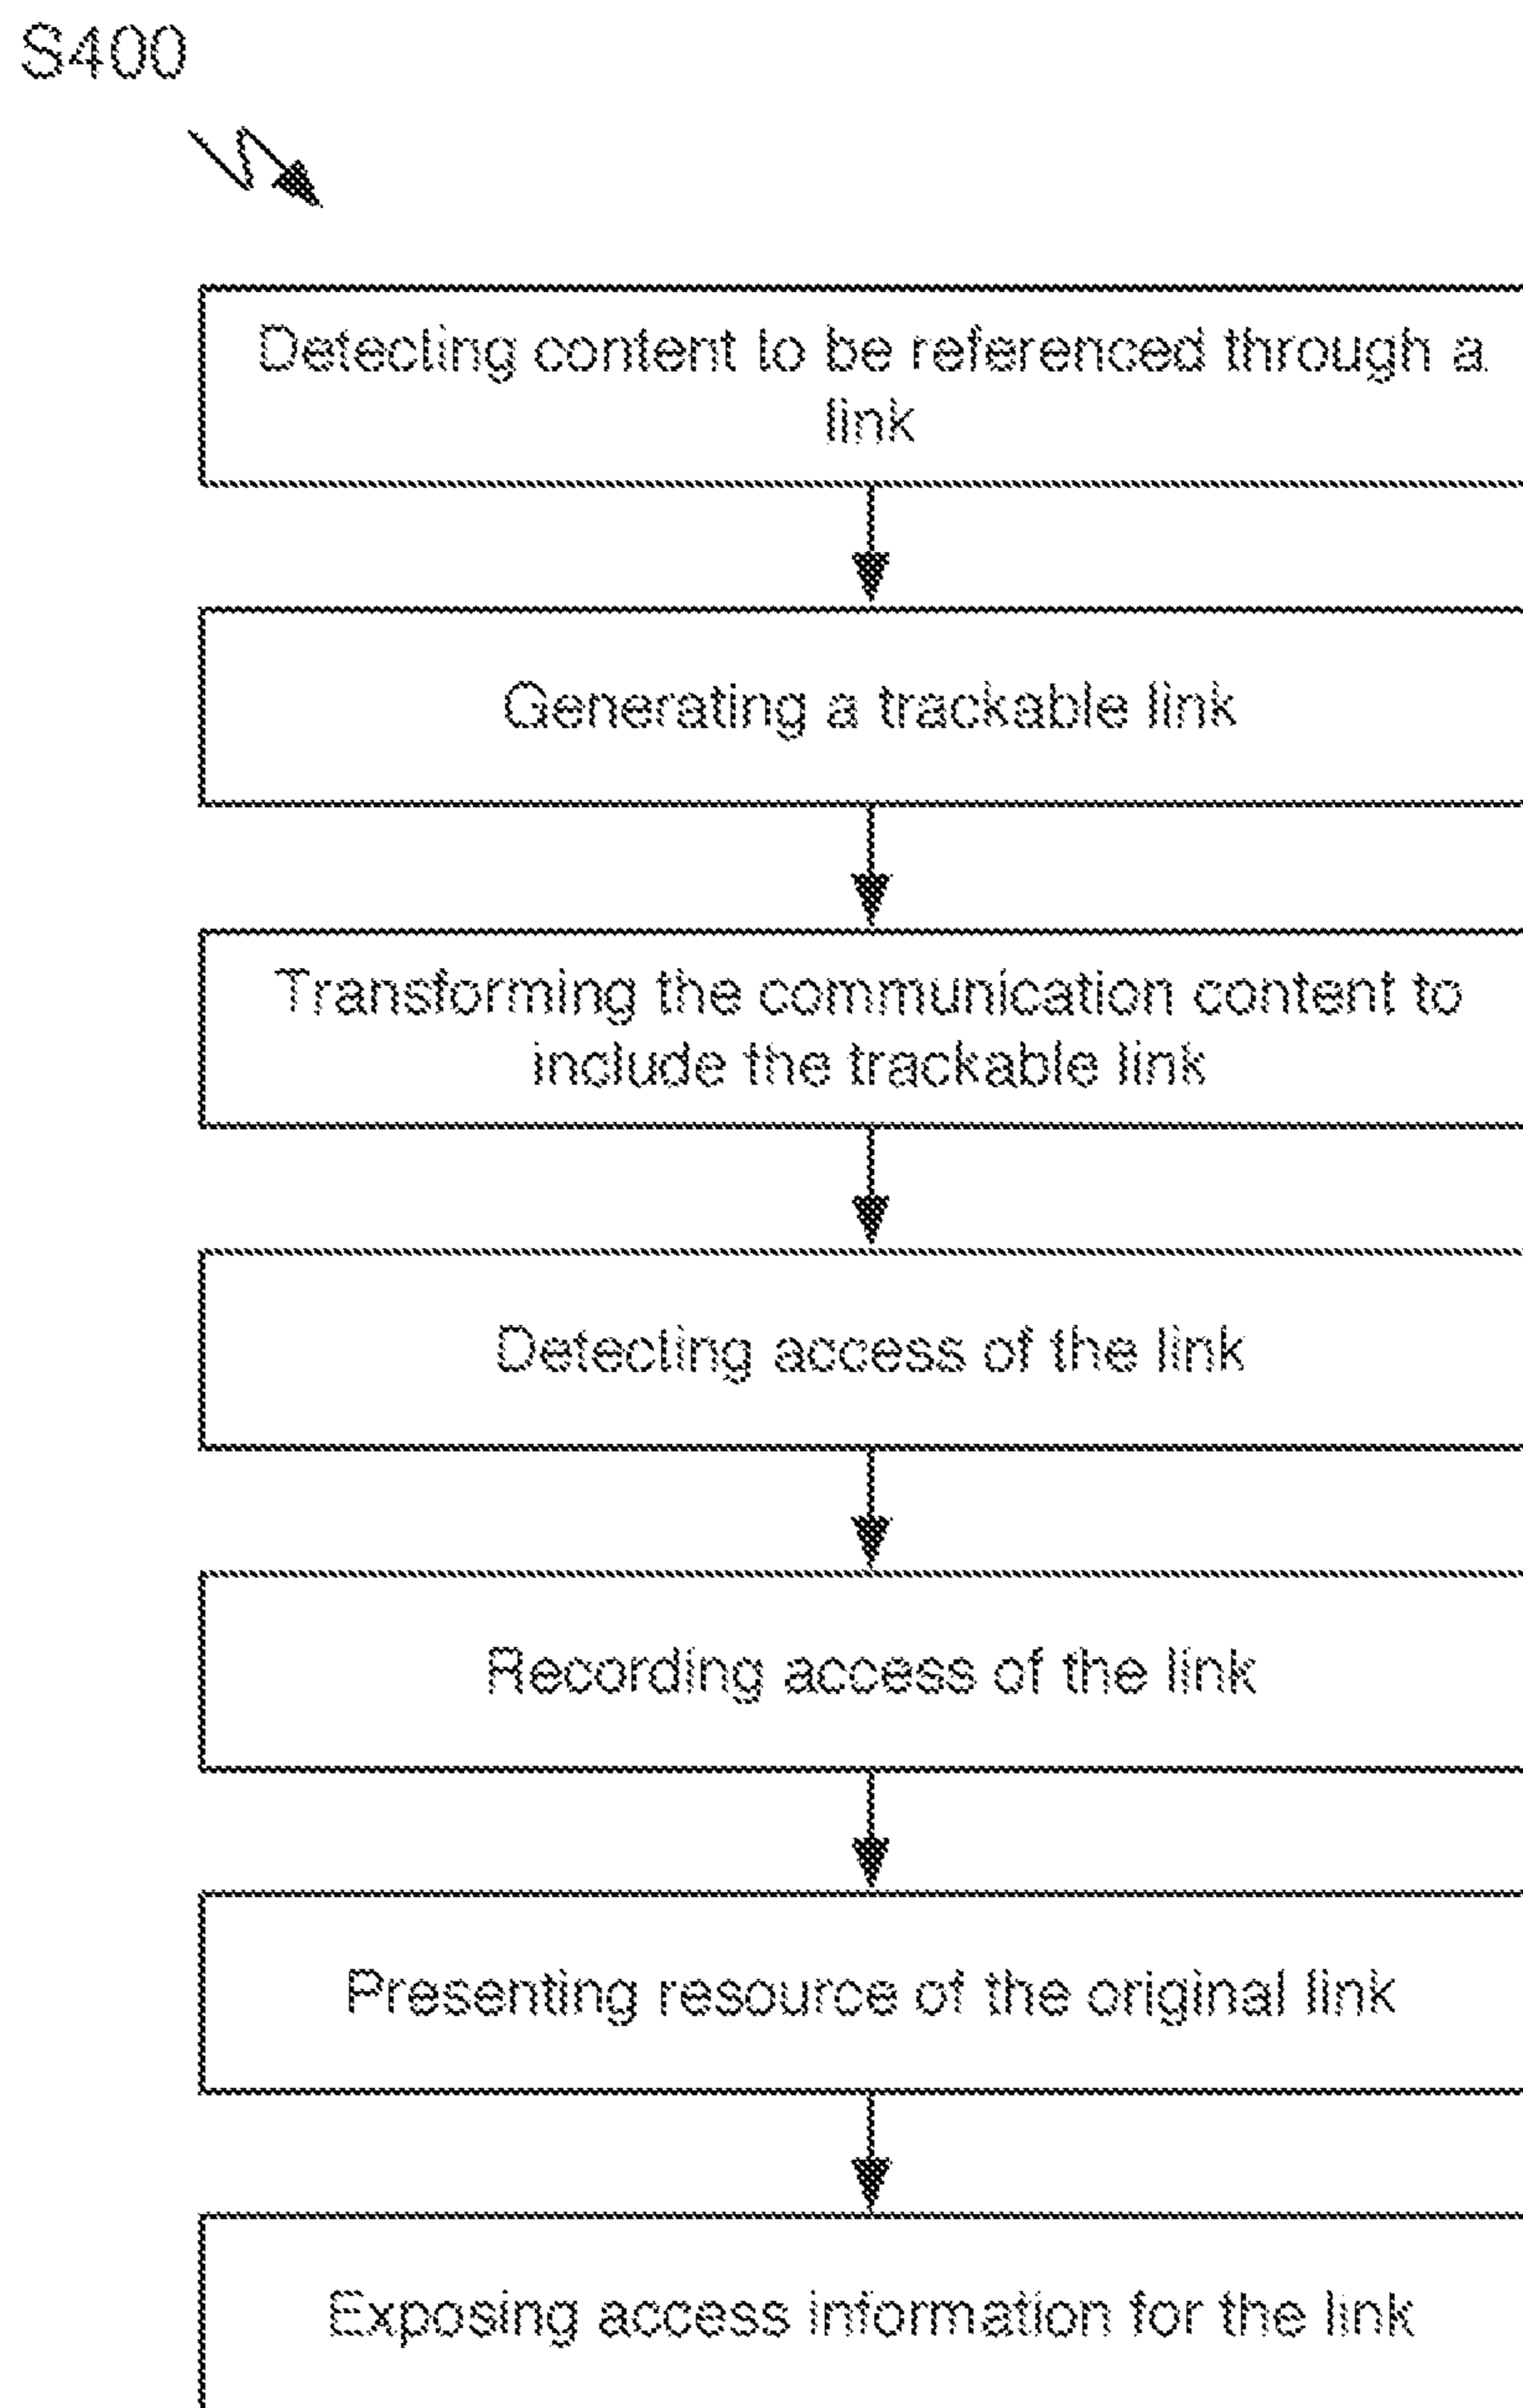 S400
Detecting content to be referenced through a
link
Generating a trackable link
Transforming the communication content to
include the trackable link
Detecting access of the link
Recording access of the link
Presenting resource of the original link
Exposing access information for the link